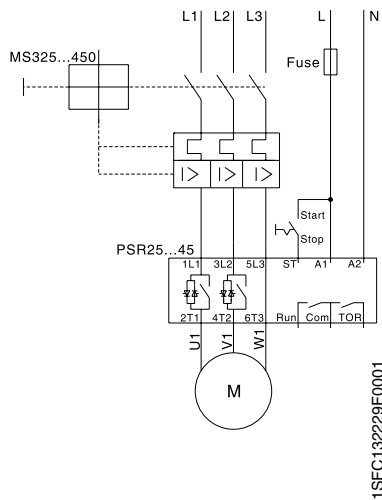 L1 L2 L3 L N
MS325...450
Fuse
I> I> I>
Start
Stop
PSR25...45
1L1 3L2 5L3 ST A1 A2
2T1 4T2 6T3 Run Com TOR
U1 V1 W1
M
1SFC132229F0001